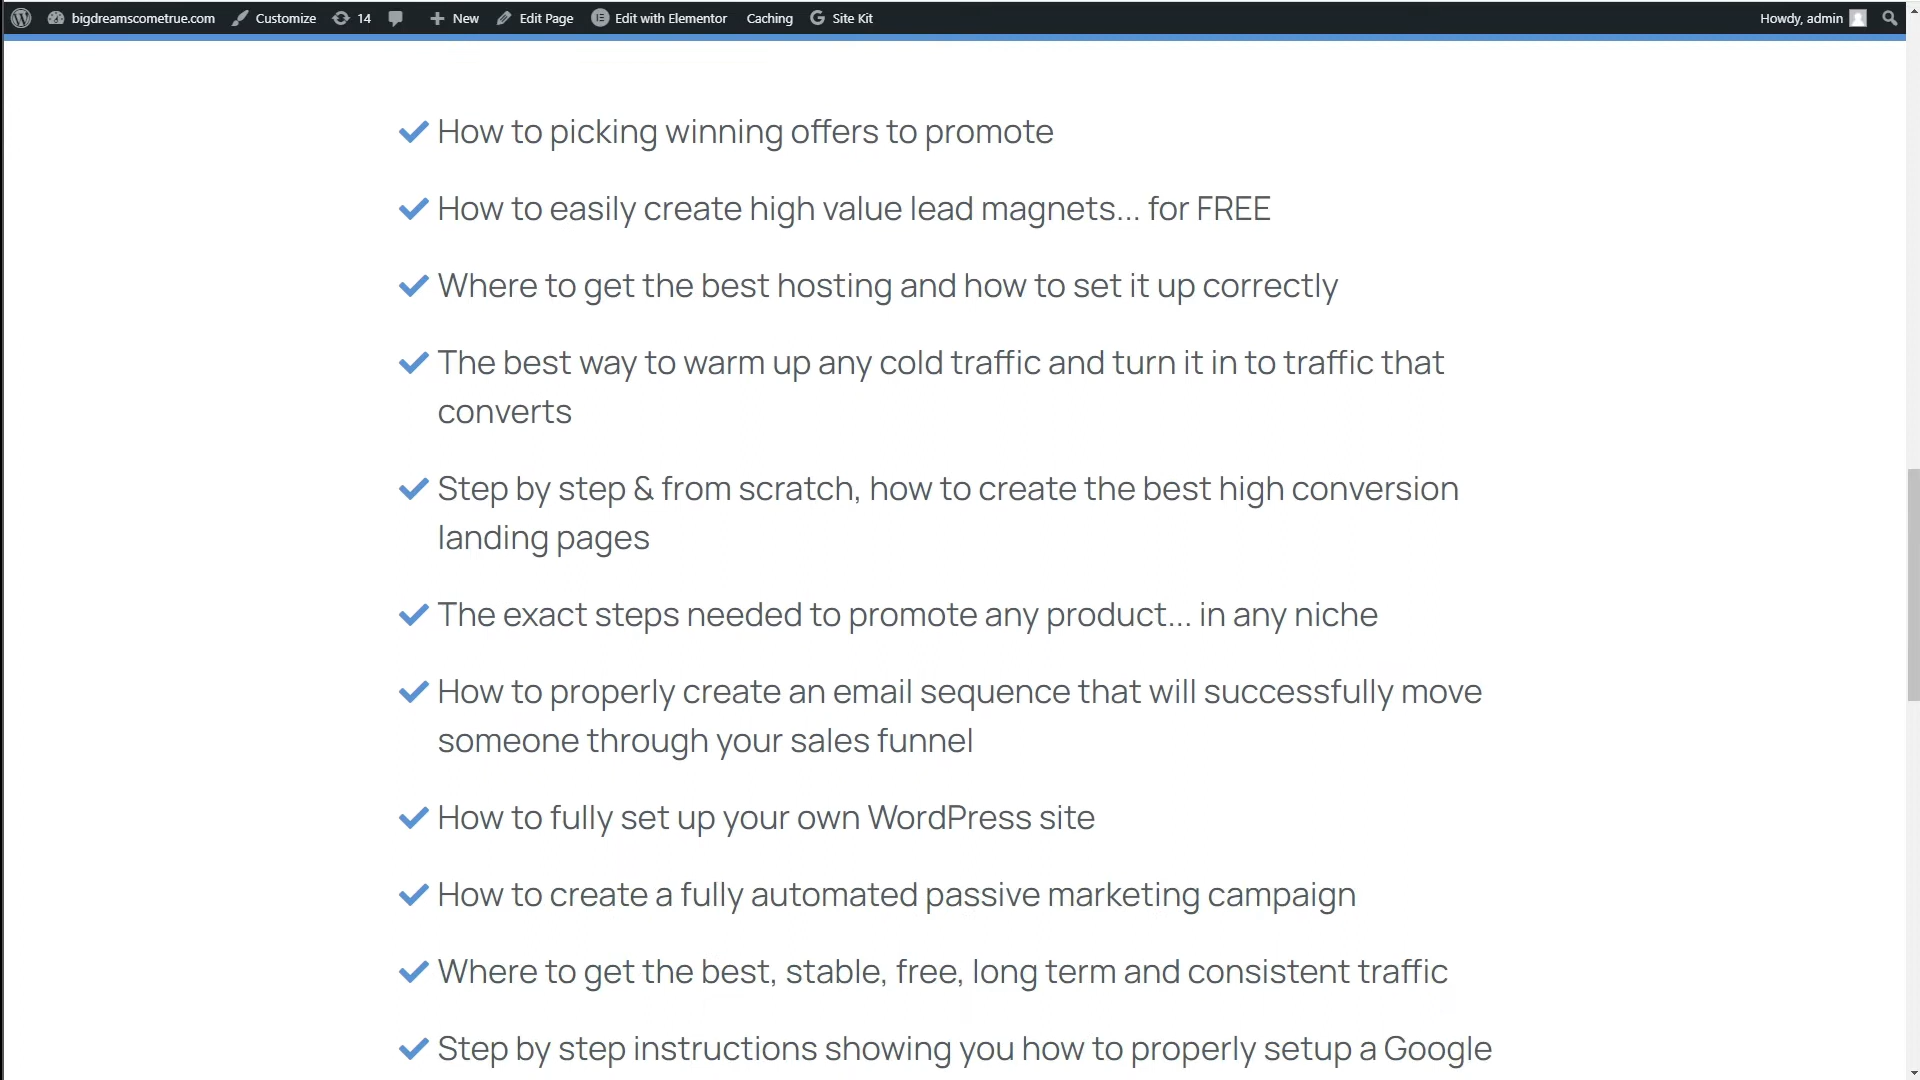 bigdreamscometrue.com Customize 14 New Edit Page Edit with Elementor Caching Site Kit Howdy, admin
How to picking winning offers to promote
How to easily create high value lead magnets... for FREE
Where to get the best hosting and how to set it up correctly
The best way to warm up any cold traffic and turn it in to traffic that
converts
Step by step & from scratch, how to create the best high conversion
landing pages
The exact steps needed to promote any product... in any niche
How to properly create an email sequence that will successfully move
someone through your sales funnel
How to fully set up your own WordPress site
How to create a fully automated passive marketing campaign
Where to get the best, stable, free, long term and consistent traffic
Step by step instructions showing you how to properly setup a Google